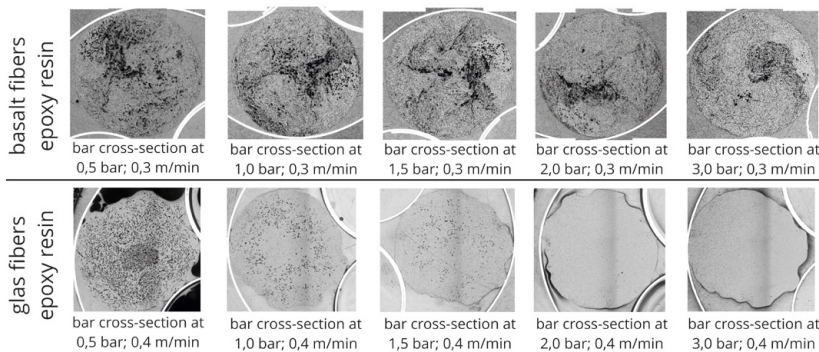 basalt fibers
epoxy resin
bar cross-section at
0,5 bar; 0,3 m/min
bar cross-section at
1,0 bar; 0,3 m/min
bar cross-section at
1,5 bar; 0,3 m/min
bar cross-section at
2,0 bar; 0,3 m/min
bar cross-section at
3,0 bar; 0,3 m/min
glas fibers
epoxy resin
bar cross-section at
0,5 bar; 0,4 m/min
bar cross-section at
1,0 bar; 0,4 m/min
bar cross-section at
1,5 bar; 0,4 m/min
bar cross-section at
2,0 bar; 0,4 m/min
bar cross-section at
3,0 bar; 0,4 m/min